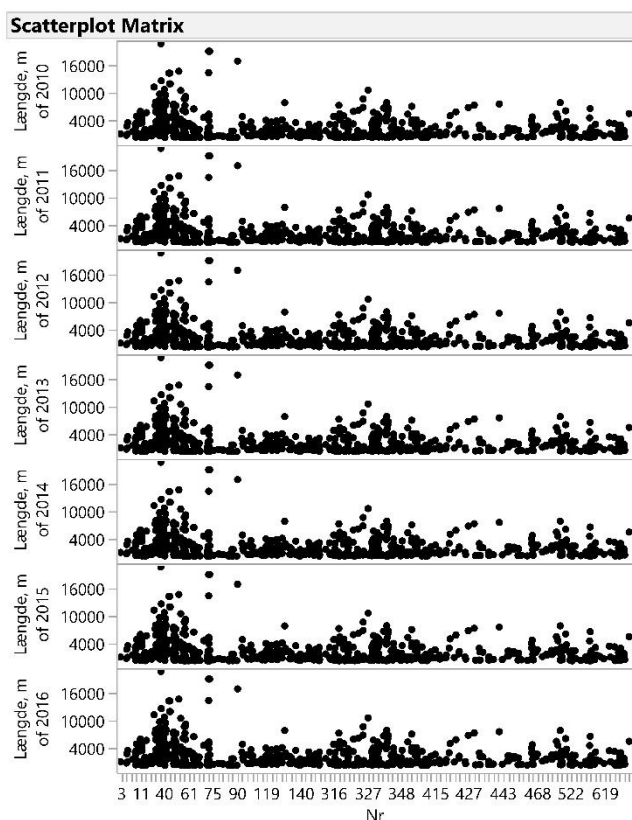 Scatterplot Matrix
Længde, m
of 2010
16000
10000
4000
Længde, m
of 2011
16000
10000
4000
Længde, m
of 2012
16000
10000
4000
Længde, m
of 2013
16000
10000
4000
Længde, m
of 2014
16000
10000
4000
Længde, m
of 2015
16000
10000
4000
Længde, m
of 2016
16000
10000
4000
3 11 40 61 75 90 119 140 316 327 348 415 427 443 468 522 619
Nr